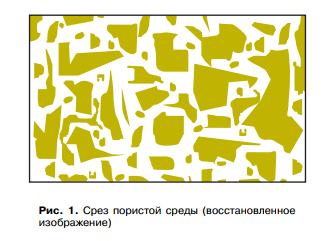 Рис. 1. Срез пористой среды (восстановленное
изображение)